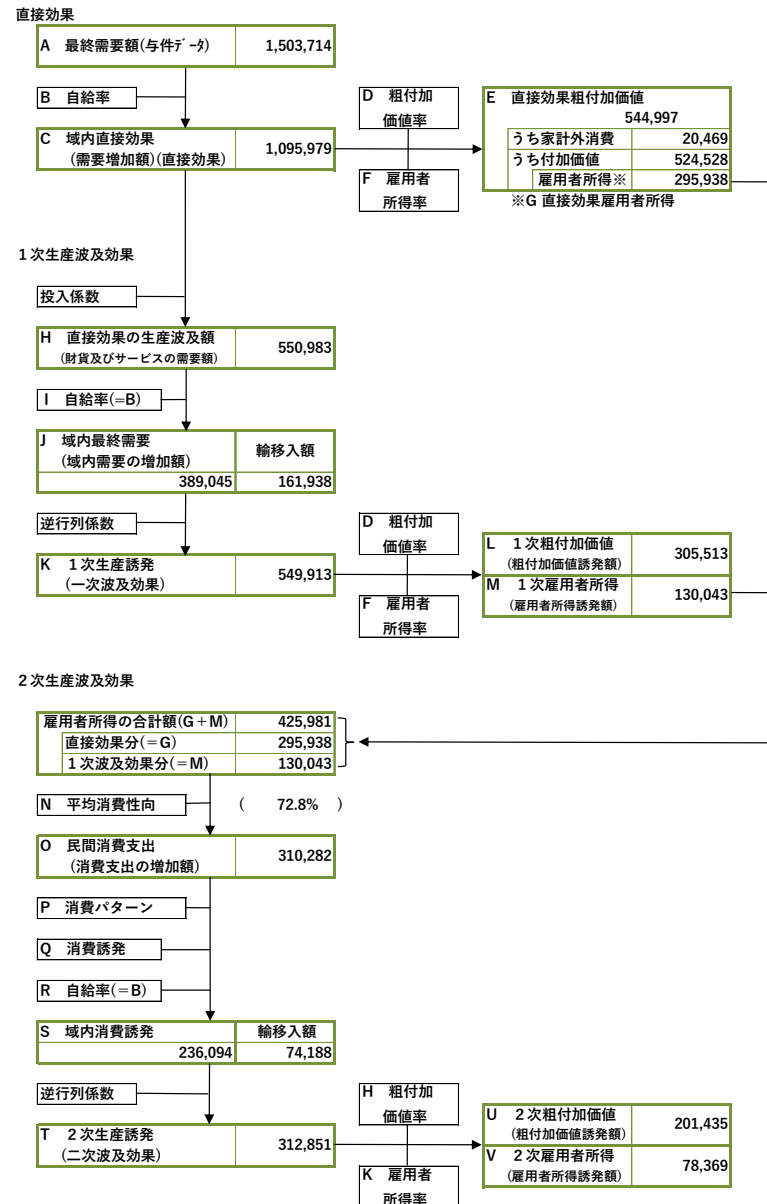 直接効果
A 最終需要額(与件ﾃﾞｰﾀ) 1,503,714
B 自給率
D 粗付加
価値率
E 直接効果粗付加価値
544,997
C 域内直接効果
(需要増加額)(直接効果) 1,095,979
うち家計外消費 20,469
うち付加価値 524,528
雇用者所得※ 295,938
F 雇用者
所得率
※G 直接効果雇用者所得
1次生産波及効果
投入係数
H 直接効果の生産波及額
(財貨及びサービスの需要額) 550,983
I 自給率(=B)
J 域内最終需要
(域内需要の増加額) 輸移入額
389,045 161,938
逆行列係数
D 粗付加
価値率
K 1次生産誘発
(一次波及効果) 549,913
L 1次粗付加価値
(粗付加価値誘発額) 305,513
M 1次雇用者所得
(雇用者所得誘発額) 130,043
F 雇用者
所得率
2次生産波及効果
雇用者所得の合計額(G+M) 425,981
直接効果分(=G) 295,938
1次波及効果分(=M) 130,043
N 平均消費性向 ( 72.8% )
O 民間消費支出
(消費支出の増加額) 310,282
P 消費パターン
Q 消費誘発
R 自給率(=B)
S 域内消費誘発 輸移入額
236,094 74,188
逆行列係数
H 粗付加
価値率
T 2次生産誘発
(二次波及効果) 312,851
U 2次粗付加価値
(粗付加価値誘発額) 201,435
V 2次雇用者所得
(雇用者所得誘発額) 78,369
K 雇用者
所得率